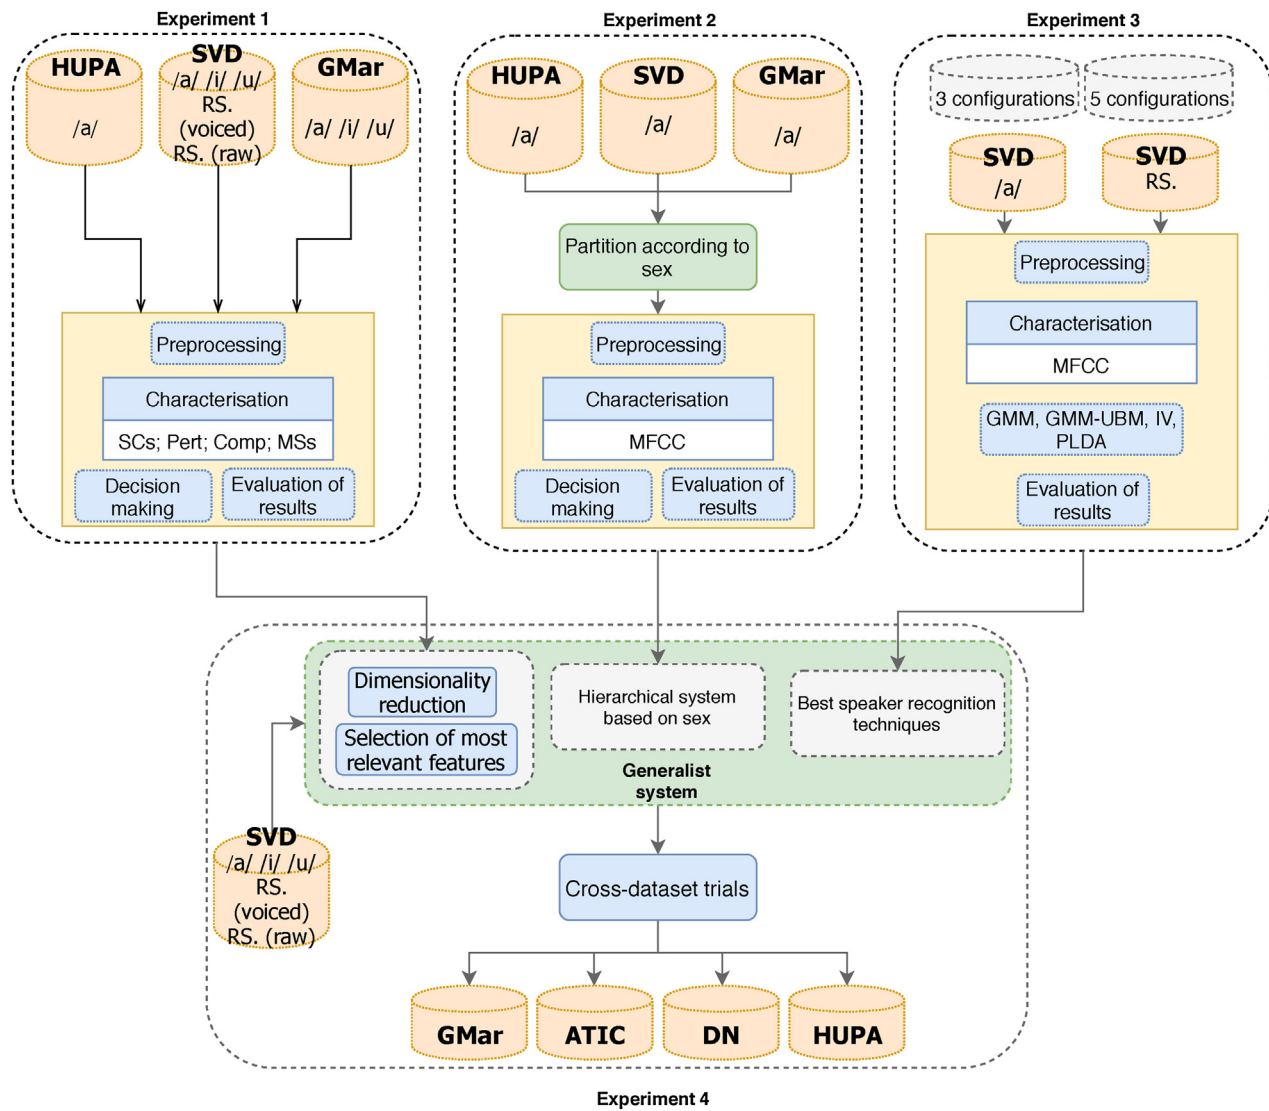 Experiment 1
HUPA
/a/
SVD
/a/ /i/ /u/
RS.
(voiced)
RS. (raw)
GMar
/a/ /i/ /u/
Preprocessing
Characterisation
SCs; Pert; Comp; MSs
Decision
making
Evaluation of
results
Experiment 2
HUPA
/a/
SVD
/a/
GMar
/a/
Partition according to
sex
Preprocessing
Characterisation
MFCC
Decision
making
Evaluation of
results
Experiment 3
3 configurations
5 configurations
SVD
/a/
SVD
RS.
Preprocessing
Characterisation
MFCC
GMM, GMM-UBM, IV,
PLDA
Evaluation of
results
Dimensionality
reduction
Selection of most
relevant features
Hierarchical system
based on sex
Best speaker recognition
techniques
Generalist
system
SVD
/a/ /i/ /u/
RS.
(voiced)
RS. (raw)
Cross-dataset trials
GMar
ATIC
DN
HUPA
Experiment 4